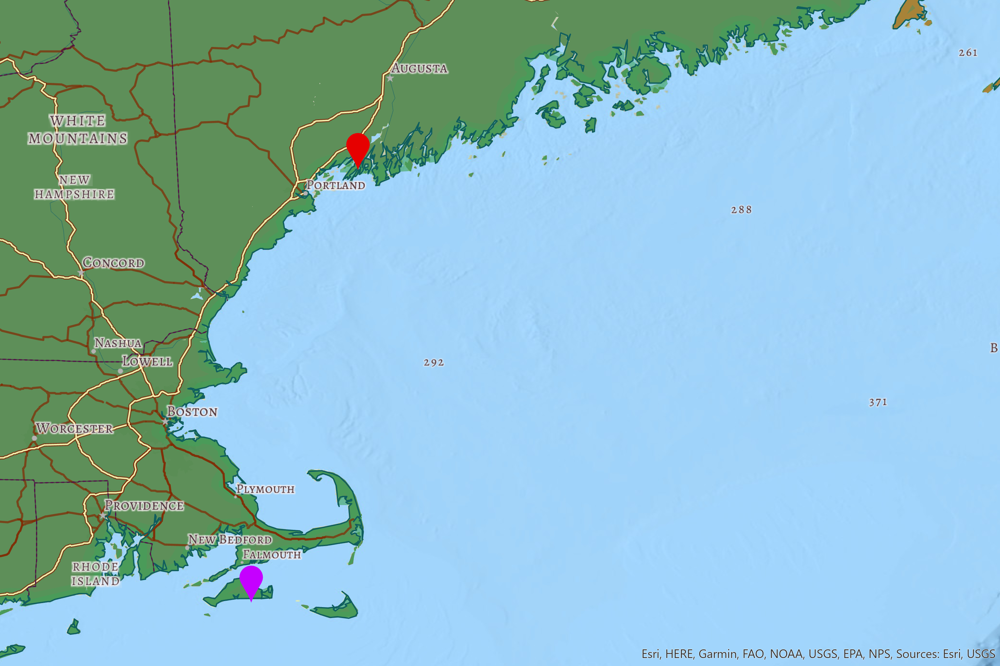 261
AUGUSTA
WHITE
MOUNTAINS
NEW
HAMPSHIRE
PORTLAND
288
CONCORD
NASHUA
LOWELL
292
B
371
BOSTON
WORCESTER
PLYMOUTH
PROVIDENCE
NEW BEDFORD
FALMOUTH
RHODE
ISLAND
Esri, HERE, Garmin, FAO, NOAA, USGS, EPA, NPS, Sources: Esri, USGS